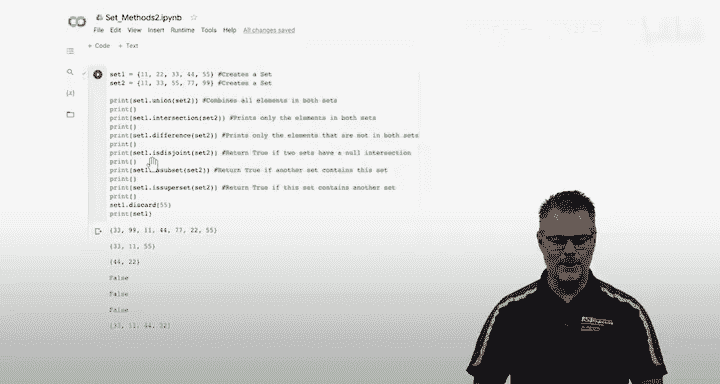 Set_Methods2.ipynb
File Edit View Insert Runtime Tools Help All changes saved
+ Code + Text
set1 = {11, 22, 33, 44, 55} #Creates a Set
set2 = {11, 33, 55, 77, 99} #Creates a Set
print(set1.union(set2)) #Combines all elements in both sets
print()
print(set1.intersection(set2)) #Prints only the elements in both sets
print()
print(set1.difference(set2)) #Prints only the elements that are not in both sets
print()
print(set1.isdisjoint(set2)) #Return True if two sets have a null intersection
print()
print(set1.issubset(set2)) #Return True if another set contains this set
print()
print(set1.issuperset(set2)) #Return True if this set contains another set
print()
set1.discard(55)
print(set1)
{33, 99, 11, 44, 77, 22, 55}
{33, 11, 55}
{44, 22}
False
False
False
{33, 11, 44, 22}